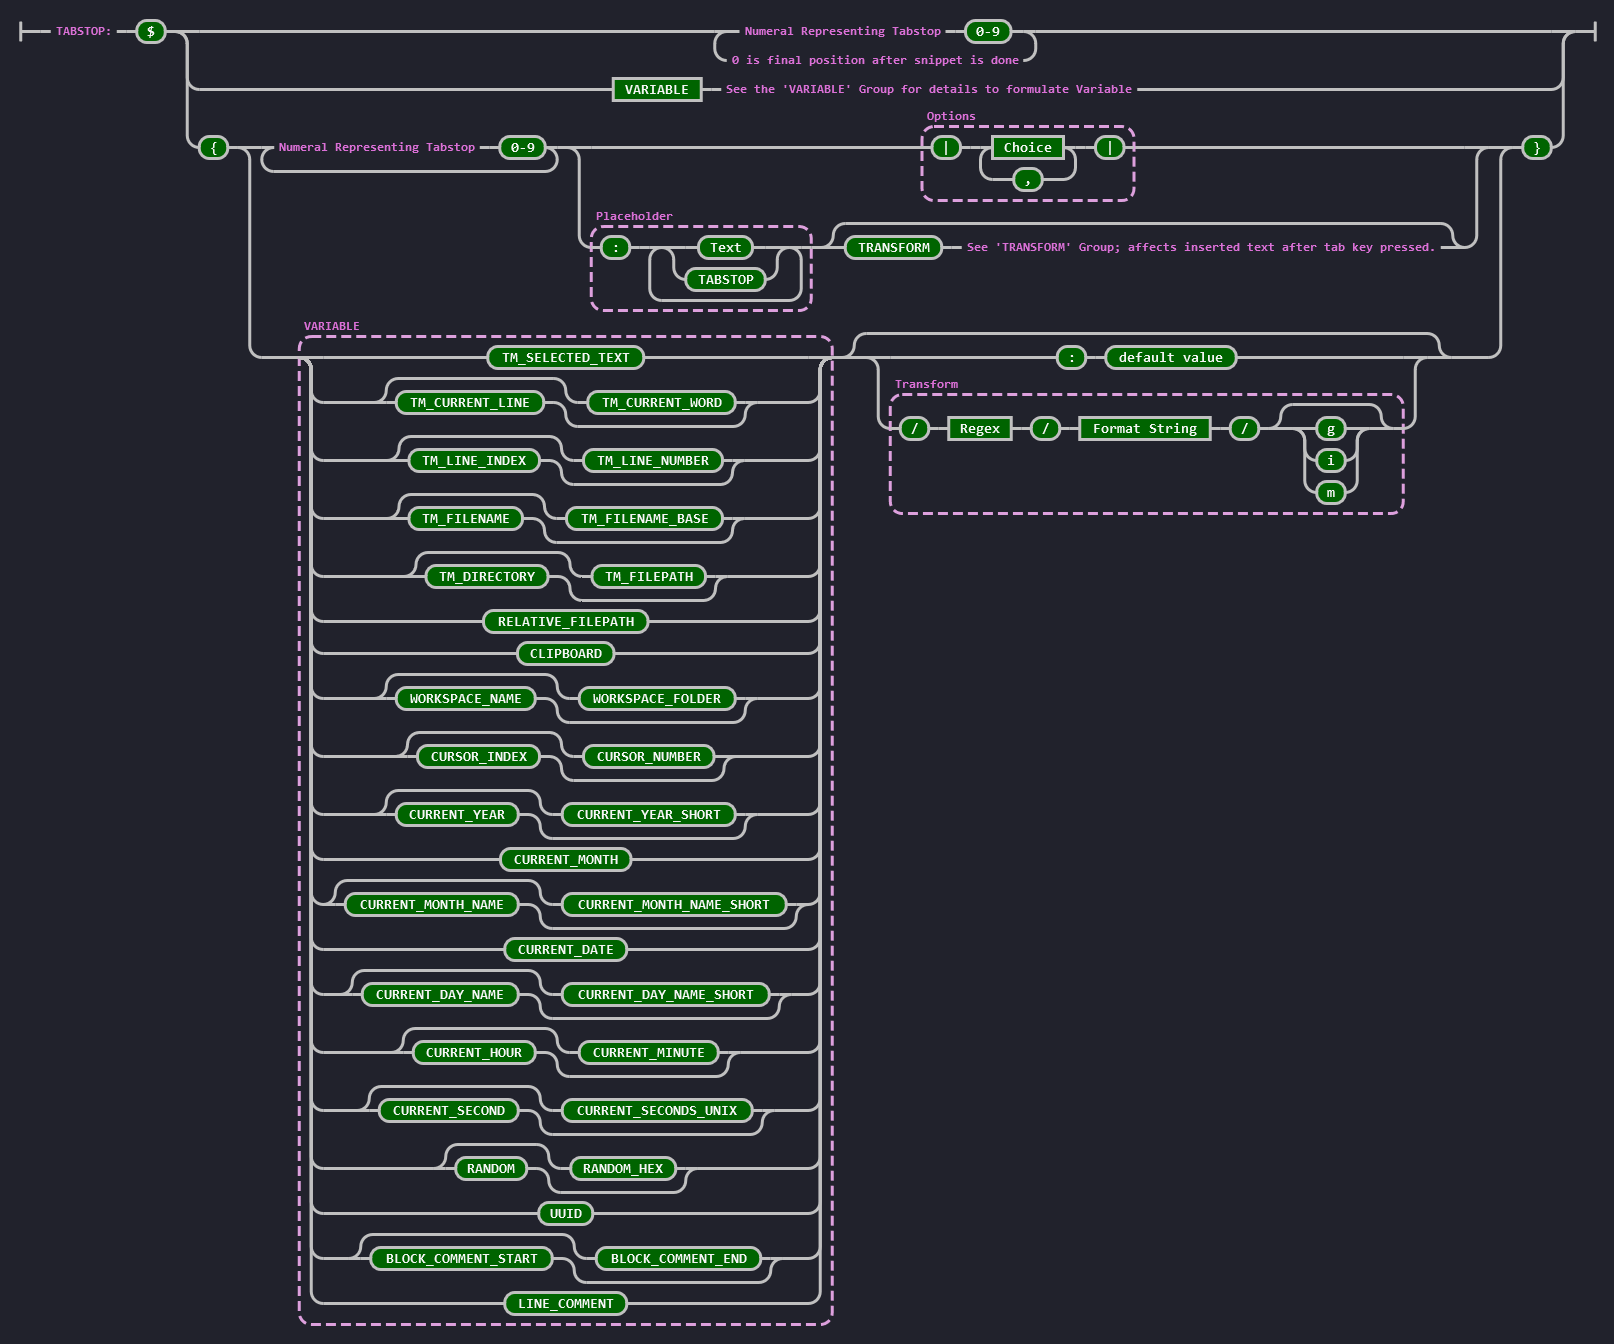 TABSTOP: $ Numeral Representing Tabstop 0-9
0 is final position after snippet is done
VARIABLE See the 'VARIABLE' Group for details to formulate Variable
Options
{ Numeral Representing Tabstop 0-9 | Choice | }
,
Placeholder
: Text TRANSFORM See 'TRANSFORM' Group; affects inserted text after tab key pressed.
TABSTOP
VARIABLE
TM_SELECTED_TEXT : default value
Transform
TM_CURRENT_LINE TM_CURRENT_WORD
/ Regex / Format String / g
TM_LINE_INDEX TM_LINE_NUMBER i
m
TM_FILENAME TM_FILENAME_BASE
TM_DIRECTORY TM_FILEPATH
RELATIVE_FILEPATH
CLIPBOARD
WORKSPACE_NAME WORKSPACE_FOLDER
CURSOR_INDEX CURSOR_NUMBER
CURRENT_YEAR CURRENT_YEAR_SHORT
CURRENT_MONTH
CURRENT_MONTH_NAME CURRENT_MONTH_NAME_SHORT
CURRENT_DATE
CURRENT_DAY_NAME CURRENT_DAY_NAME_SHORT
CURRENT_HOUR CURRENT_MINUTE
CURRENT_SECOND CURRENT_SECONDS_UNIX
RANDOM RANDOM_HEX
UUID
BLOCK_COMMENT_START BLOCK_COMMENT_END
LINE_COMMENT